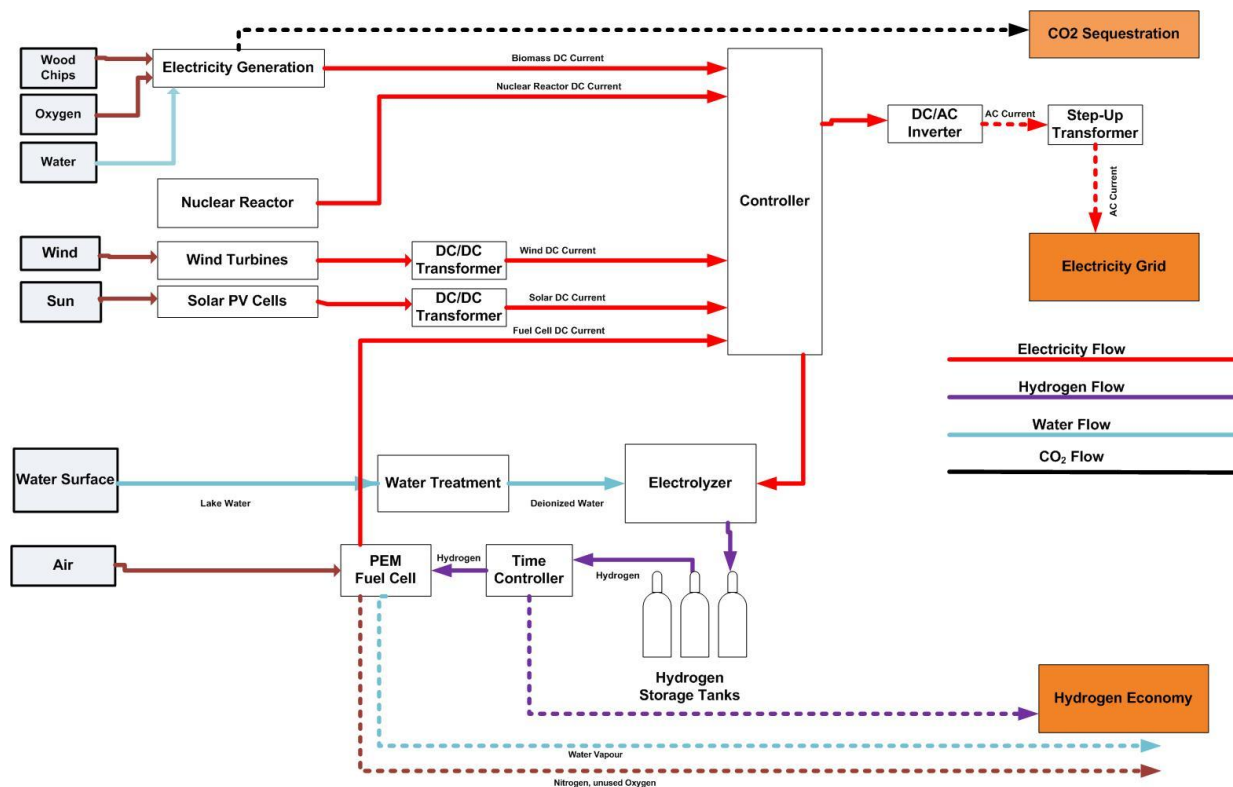 CO2 Sequestration
Wood
Chips
Electricity Generation
Biomass DC Current
Nuclear Reactor DC Current
Oxygen
DC/AC
Inverter
AC Current
Step-Up
Transformer
Water
AC Current
Nuclear Reactor
Controller
Wind
Wind Turbines
DC/DC
Transformer
Wind DC Current
Electricity Grid
Sun
Solar PV Cells
DC/DC
Transformer
Solar DC Current
Fuel Cell DC Current
Electricity Flow
Hydrogen Flow
Water Flow
CO₂ Flow
Water Surface
Lake Water
Water Treatment
Deionized Water
Electrolyzer
Air
PEM
Fuel Cell
Hydrogen
Time
Controller
Hydrogen
Hydrogen
Storage Tanks
Hydrogen Economy
Water Vapour
Nitrogen, unused Oxygen